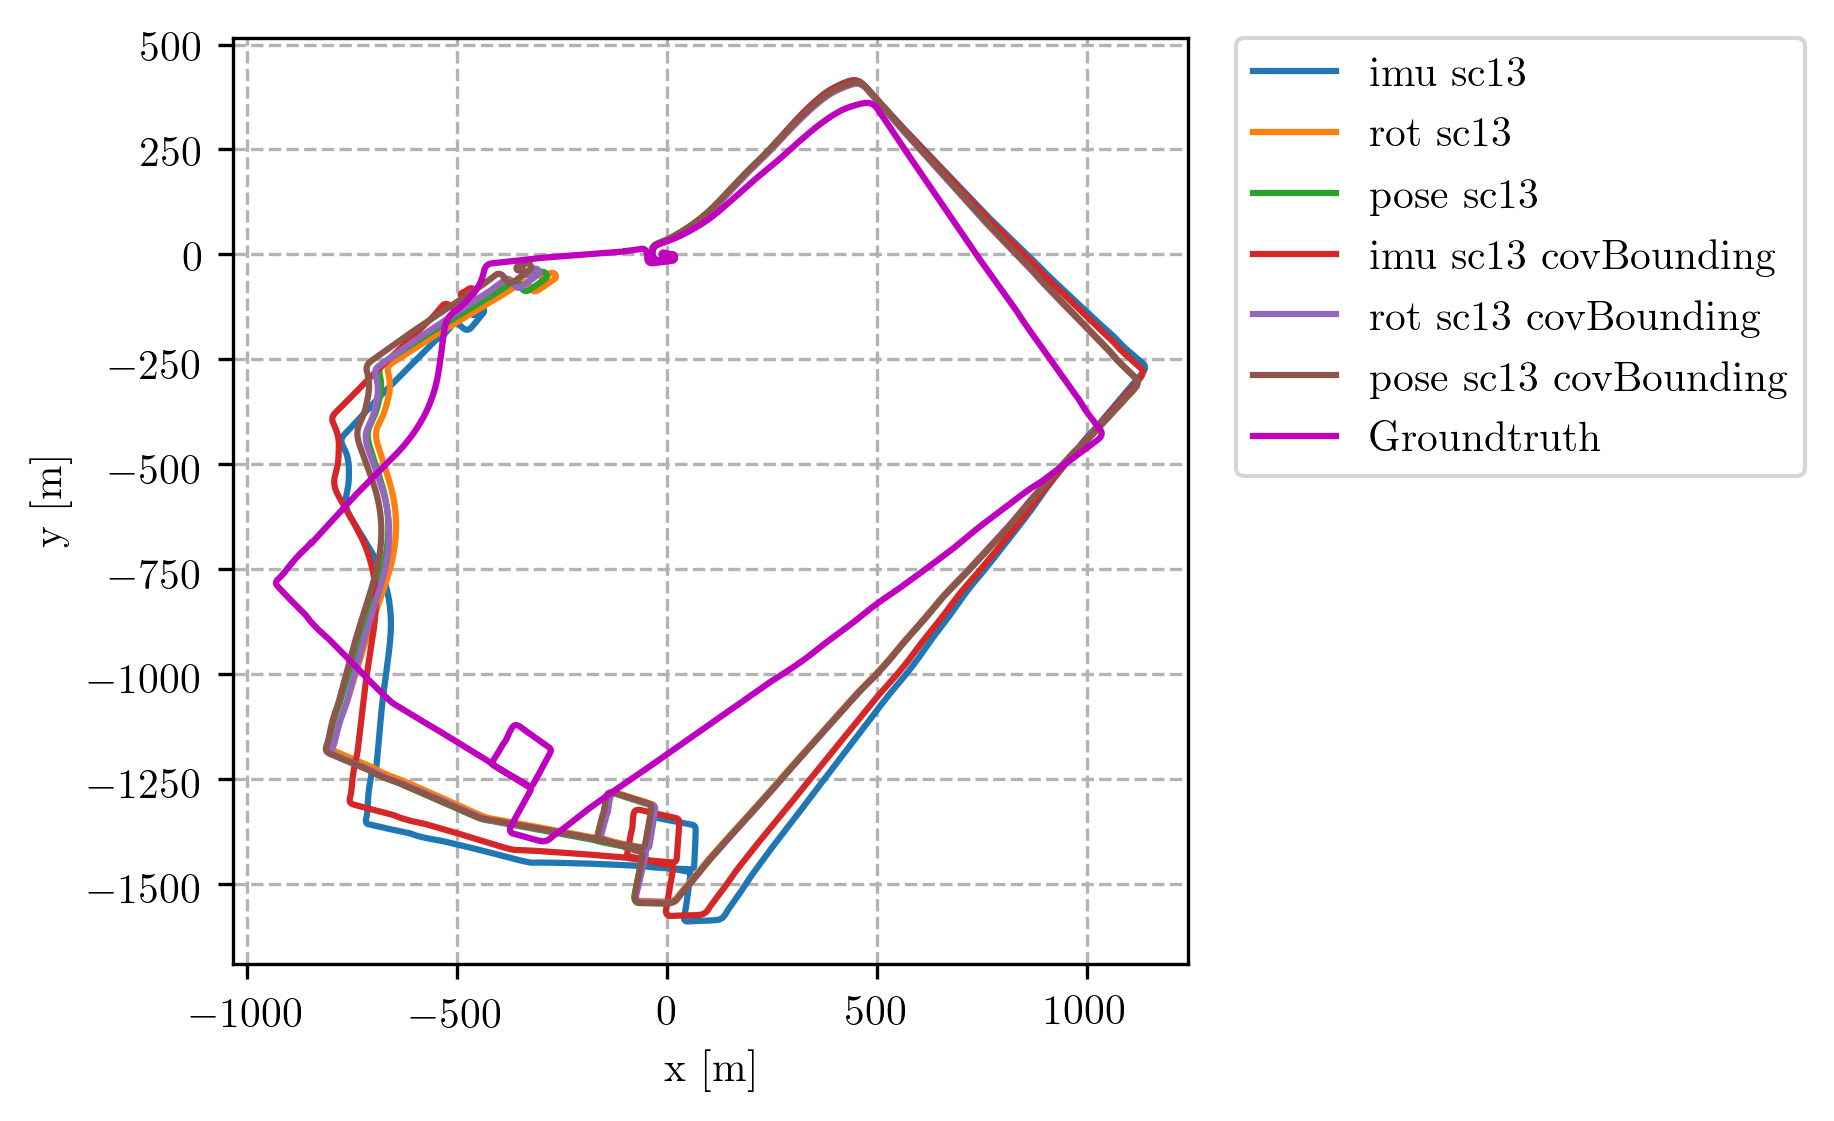 500
250
0
−250
−500
−750
−1000
−1250
−1500
y [m]
−1000
−500
0
500
1000
x [m]
imu sc13
rot sc13
pose sc13
imu sc13 covBounding
rot sc13 covBounding
pose sc13 covBounding
Groundtruth